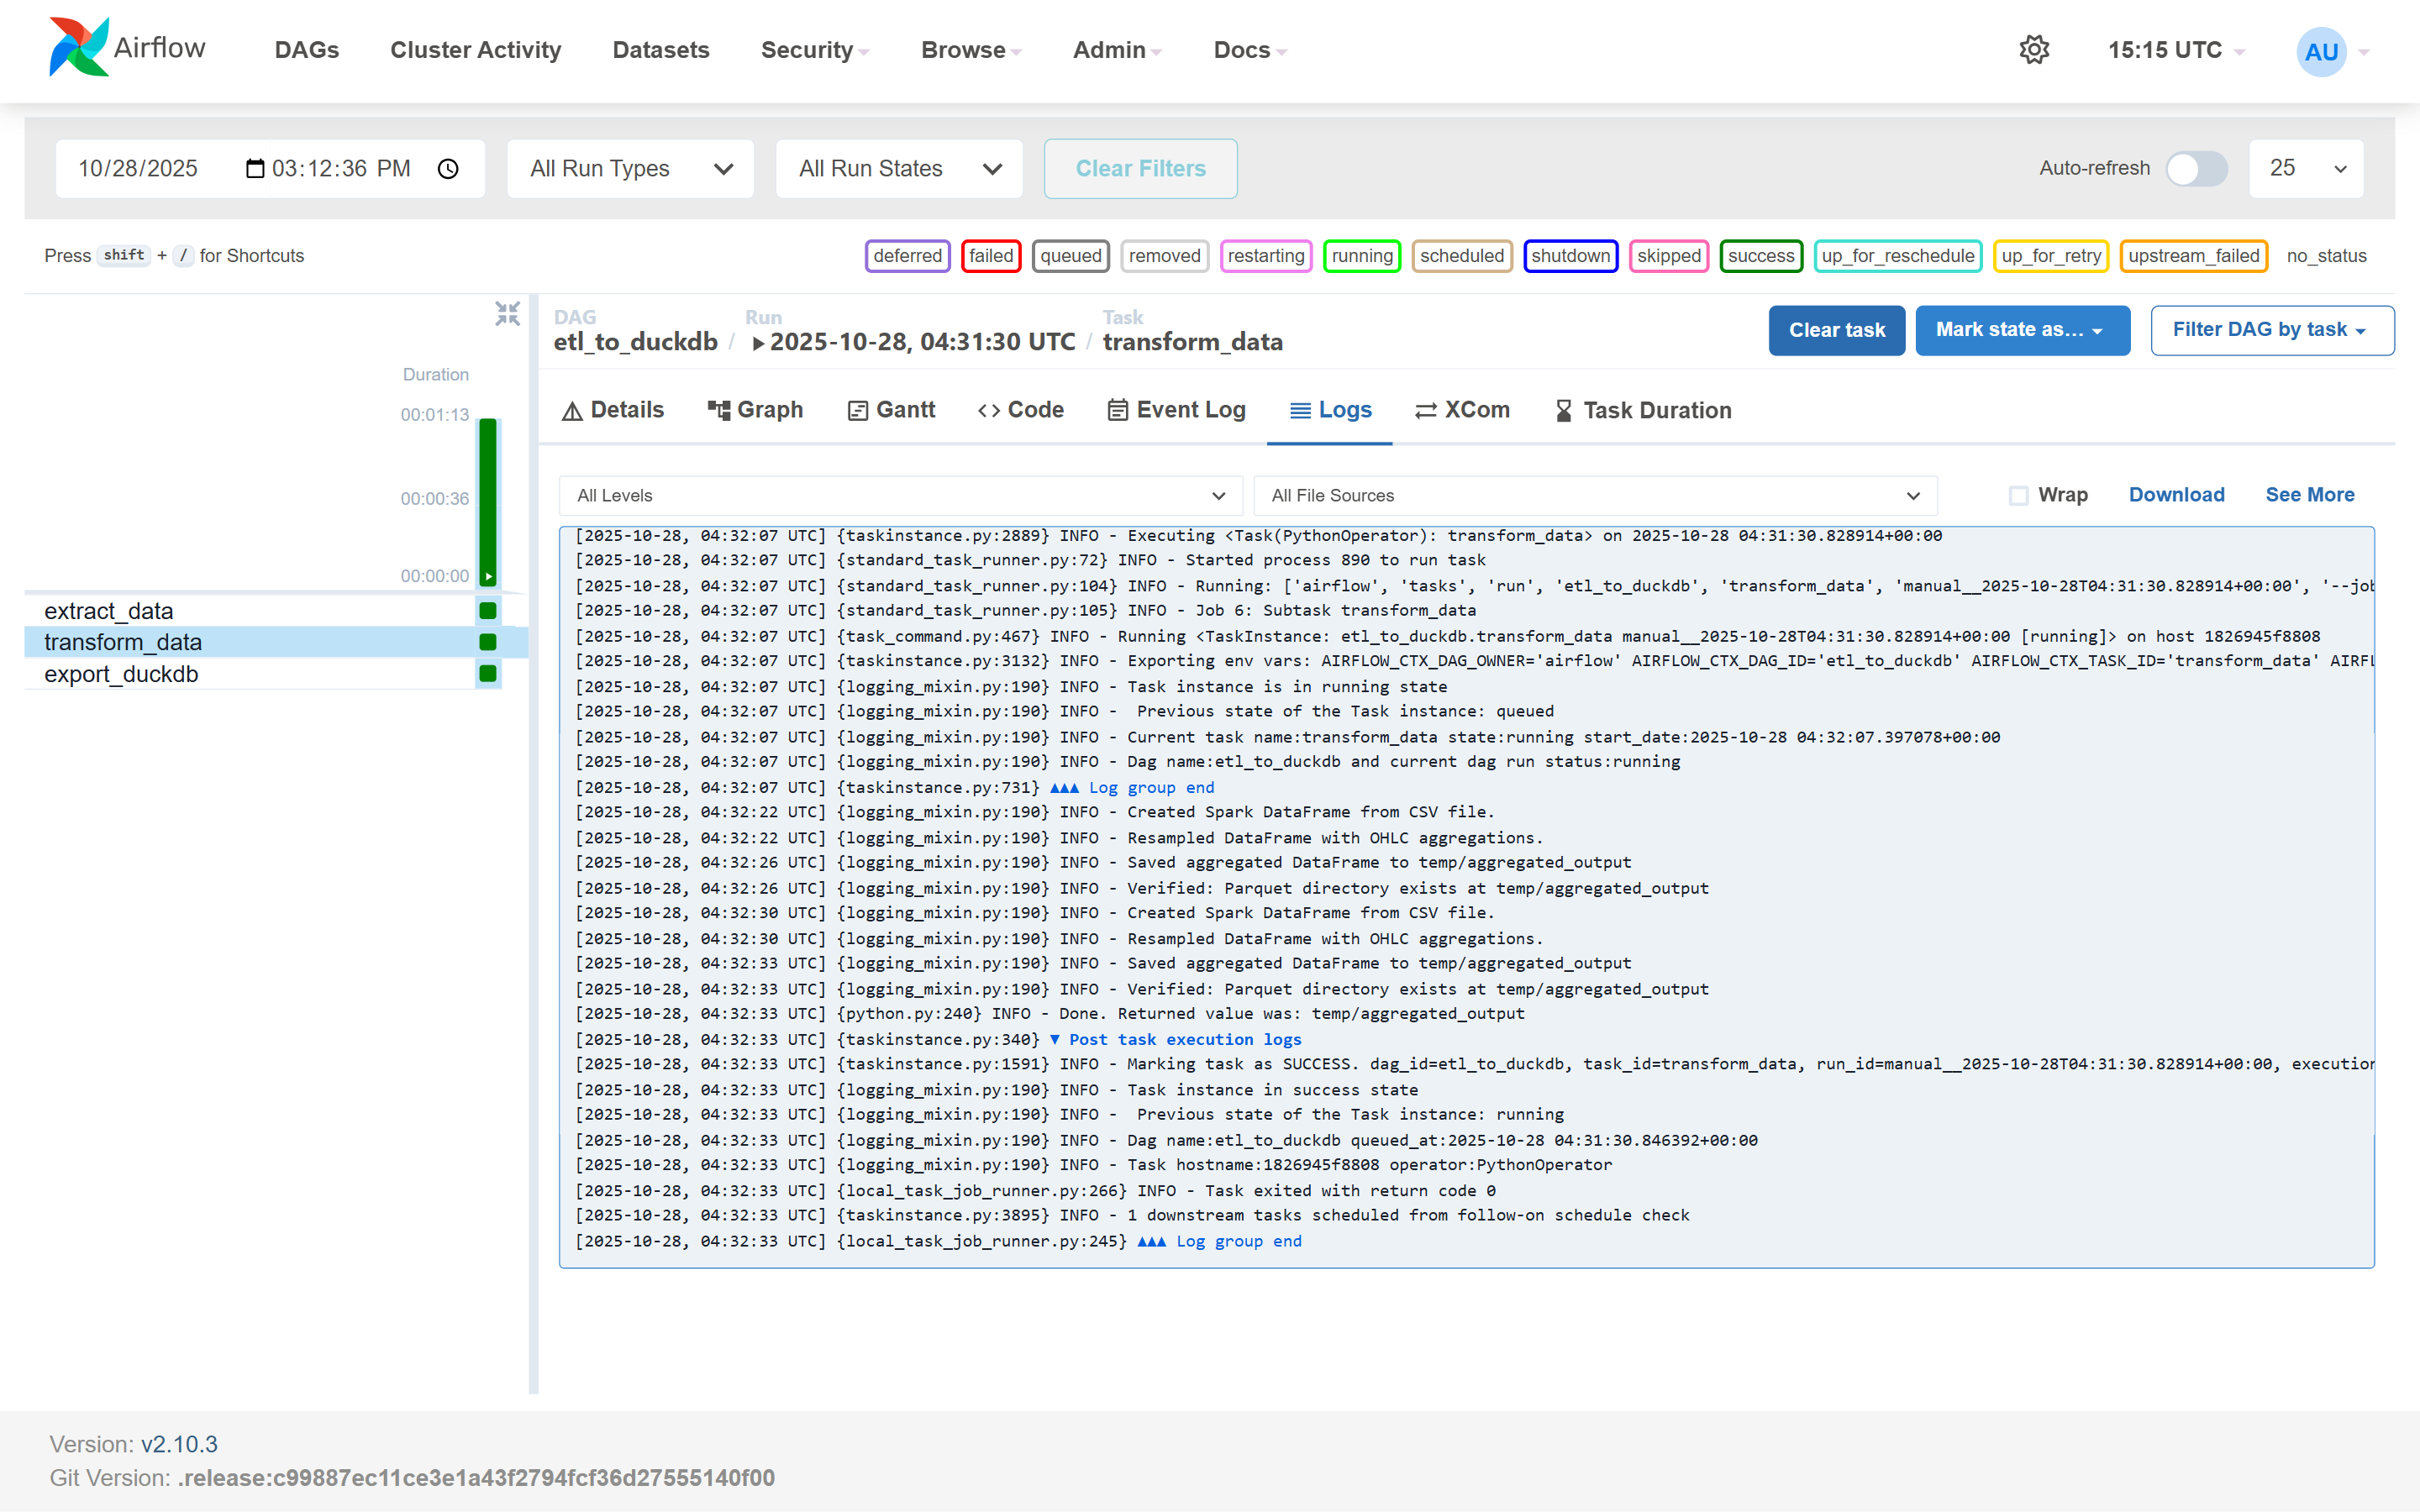 Airflow
DAGs Cluster Activity Datasets Security Browse Admin Docs 15:15 UTC AU
10/28/2025 03:12:36 PM All Run Types All Run States Clear Filters Auto-refresh 25
Press shift + / for Shortcuts deferred failed queued removed restarting running scheduled shutdown skipped success up_for_reschedule up_for_retry upstream_failed no_status
Duration
00:01:13
00:00:36
00:00:00
extract_data
transform_data
export_duckdb
DAG Run Task
etl_to_duckdb / 2025-10-28, 04:31:30 UTC / transform_data
Clear task Mark state as... Filter DAG by task
Details Graph Gantt Code Event Log Logs XCom Task Duration
All Levels All File Sources Wrap Download See More
[2025-10-28, 04:32:07 UTC] {taskinstance.py:2889} INFO - Executing <Task(PythonOperator): transform_data> on 2025-10-28 04:31:30.828914+00:00
[2025-10-28, 04:32:07 UTC] {standard_task_runner.py:72} INFO - Started process 890 to run task
[2025-10-28, 04:32:07 UTC] {standard_task_runner.py:104} INFO - Running: ['airflow', 'tasks', 'run', 'etl_to_duckdb', 'transform_data', 'manual__2025-10-28T04:31:30.828914+00:00', '--job
[2025-10-28, 04:32:07 UTC] {standard_task_runner.py:105} INFO - Job 6: Subtask transform_data
[2025-10-28, 04:32:07 UTC] {task_command.py:467} INFO - Running <TaskInstance: etl_to_duckdb.transform_data manual__2025-10-28T04:31:30.828914+00:00 [running]> on host 1826945f8808
[2025-10-28, 04:32:07 UTC] {taskinstance.py:3132} INFO - Exporting env vars: AIRFLOW_CTX_DAG_OWNER='airflow' AIRFLOW_CTX_DAG_ID='etl_to_duckdb' AIRFLOW_CTX_TASK_ID='transform_data' AIRFL
[2025-10-28, 04:32:07 UTC] {logging_mixin.py:190} INFO - Task instance is in running state
[2025-10-28, 04:32:07 UTC] {logging_mixin.py:190} INFO -  Previous state of the Task instance: queued
[2025-10-28, 04:32:07 UTC] {logging_mixin.py:190} INFO - Current task name:transform_data state:running start_date:2025-10-28 04:32:07.397078+00:00
[2025-10-28, 04:32:07 UTC] {logging_mixin.py:190} INFO - Dag name:etl_to_duckdb and current dag run status:running
[2025-10-28, 04:32:07 UTC] {taskinstance.py:731} ▲▲▲ Log group end
[2025-10-28, 04:32:22 UTC] {logging_mixin.py:190} INFO - Created Spark DataFrame from CSV file.
[2025-10-28, 04:32:22 UTC] {logging_mixin.py:190} INFO - Resampled DataFrame with OHLC aggregations.
[2025-10-28, 04:32:26 UTC] {logging_mixin.py:190} INFO - Saved aggregated DataFrame to temp/aggregated_output
[2025-10-28, 04:32:26 UTC] {logging_mixin.py:190} INFO - Verified: Parquet directory exists at temp/aggregated_output
[2025-10-28, 04:32:30 UTC] {logging_mixin.py:190} INFO - Created Spark DataFrame from CSV file.
[2025-10-28, 04:32:30 UTC] {logging_mixin.py:190} INFO - Resampled DataFrame with OHLC aggregations.
[2025-10-28, 04:32:33 UTC] {logging_mixin.py:190} INFO - Saved aggregated DataFrame to temp/aggregated_output
[2025-10-28, 04:32:33 UTC] {logging_mixin.py:190} INFO - Verified: Parquet directory exists at temp/aggregated_output
[2025-10-28, 04:32:33 UTC] {python.py:240} INFO - Done. Returned value was: temp/aggregated_output
[2025-10-28, 04:32:33 UTC] {taskinstance.py:340} ▼ Post task execution logs
[2025-10-28, 04:32:33 UTC] {taskinstance.py:1591} INFO - Marking task as SUCCESS. dag_id=etl_to_duckdb, task_id=transform_data, run_id=manual__2025-10-28T04:31:30.828914+00:00, execution
[2025-10-28, 04:32:33 UTC] {logging_mixin.py:190} INFO - Task instance in success state
[2025-10-28, 04:32:33 UTC] {logging_mixin.py:190} INFO -  Previous state of the Task instance: running
[2025-10-28, 04:32:33 UTC] {logging_mixin.py:190} INFO - Dag name:etl_to_duckdb queued_at:2025-10-28 04:31:30.846392+00:00
[2025-10-28, 04:32:33 UTC] {logging_mixin.py:190} INFO - Task hostname:1826945f8808 operator:PythonOperator
[2025-10-28, 04:32:33 UTC] {local_task_job_runner.py:266} INFO - Task exited with return code 0
[2025-10-28, 04:32:33 UTC] {taskinstance.py:3895} INFO - 1 downstream tasks scheduled from follow-on schedule check
[2025-10-28, 04:32:33 UTC] {local_task_job_runner.py:245} ▲▲▲ Log group end
Version: v2.10.3
Git Version: .release:c99887ec11ce3e1a43f2794fcf36d27555140f00